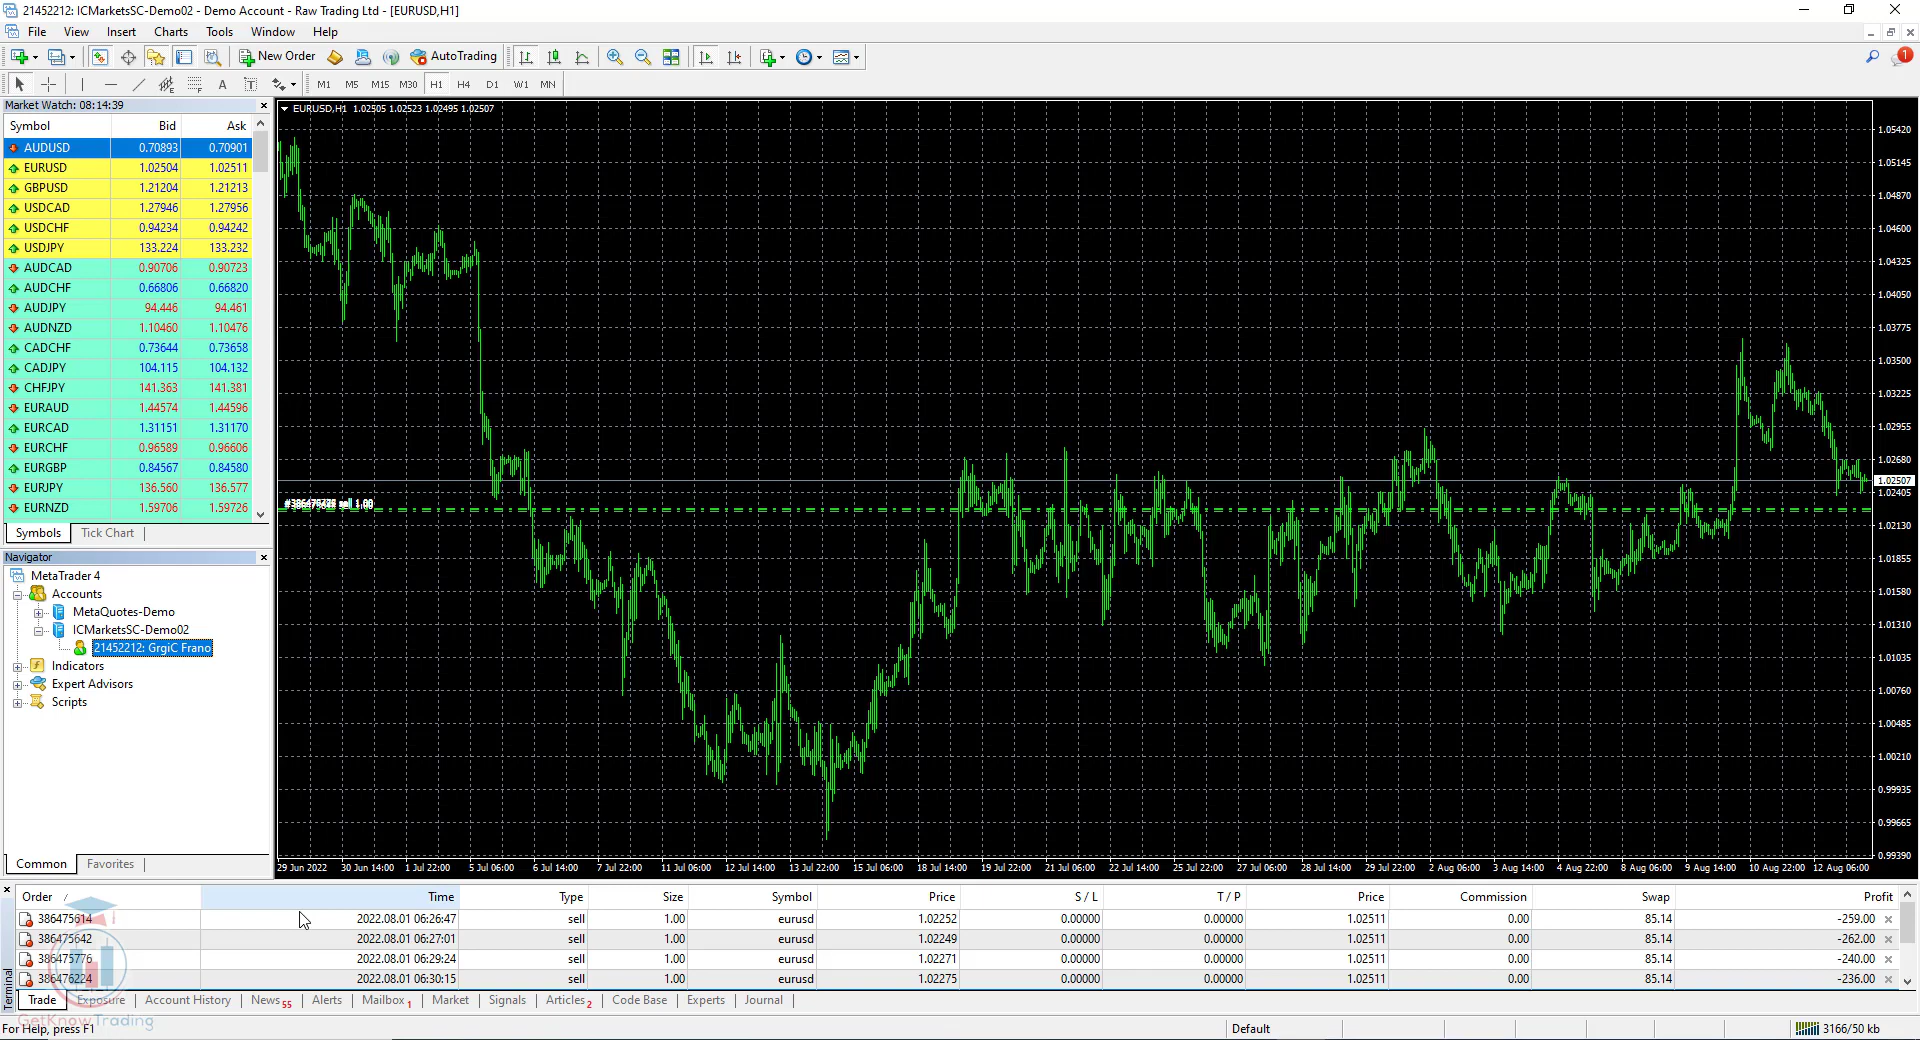 21452212: ICMarketsSC-Demo02 - Demo Account - Raw Trading Ltd - [EURUSD,H1]
File View Insert Charts Tools Window Help
New Order AutoTrading 1
A T M1 M5 M15 M30 H1 H4 D1 W1 MN
Market Watch: 08:14:39
Symbol Bid Ask
AUDUSD 0.70893 0.70901
EURUSD 1.02504 1.02511
GBPUSD 1.21204 1.21213
USDCAD 1.27946 1.27956
USDCHF 0.94234 0.94242
USDJPY 133.224 133.232
AUDCAD 0.90706 0.90723
AUDCHF 0.66806 0.66820
AUDJPY 94.446 94.461
AUDNZD 1.10460 1.10476
CADCHF 0.73644 0.73658
CADJPY 104.115 104.132
CHFJPY 141.363 141.381
EURAUD 1.44574 1.44596
EURCAD 1.31151 1.31170
EURCHF 0.96589 0.96606
EURGBP 0.84567 0.84580
EURJPY 136.560 136.577
EURNZD 1.59706 1.59726
Symbols Tick Chart
Navigator
MetaTrader 4
Accounts
MetaQuotes-Demo
ICMarketsSC-Demo02
21452212: GrgiC Frano
Indicators
Expert Advisors
Scripts
Common Favorites
EURUSD,H1 1.02505 1.02523 1.02495 1.02507
sell 1.00
1.05420
1.05145
1.04870
1.04600
1.04325
1.04050
1.03775
1.03500
1.03225
1.02955
1.02680
1.02507
1.02405
1.02130
1.01855
1.01580
1.01310
1.01035
1.00760
1.00485
1.00210
0.99935
0.99665
0.99390
29 Jun 2022 30 Jun 14:00 1 Jul 22:00 5 Jul 06:00 6 Jul 14:00 7 Jul 22:00 11 Jul 06:00 12 Jul 14:00 13 Jul 22:00 15 Jul 06:00 18 Jul 14:00 19 Jul 22:00 21 Jul 06:00 22 Jul 14:00 25 Jul 22:00 27 Jul 06:00 28 Jul 14:00 29 Jul 22:00 2 Aug 06:00 3 Aug 14:00 4 Aug 22:00 8 Aug 06:00 9 Aug 14:00 10 Aug 22:00 12 Aug 06:00
Order / Time Type Size Symbol Price S / L T / P Price Commission Swap Profit
386475614 2022.08.01 06:26:47 sell 1.00 eurusd 1.02252 0.00000 0.00000 1.02511 0.00 85.14 -259.00
386475642 2022.08.01 06:27:01 sell 1.00 eurusd 1.02249 0.00000 0.00000 1.02511 0.00 85.14 -262.00
386475776 2022.08.01 06:29:24 sell 1.00 eurusd 1.02271 0.00000 0.00000 1.02511 0.00 85.14 -240.00
386476224 2022.08.01 06:30:15 sell 1.00 eurusd 1.02275 0.00000 0.00000 1.02511 0.00 85.14 -236.00
Terminal
Trade Exposure Account History News 55 Alerts Mailbox 1 Market Signals Articles 2 Code Base Experts Journal
GetKnowTrading
For Help, press F1 Default 3166/50 kb